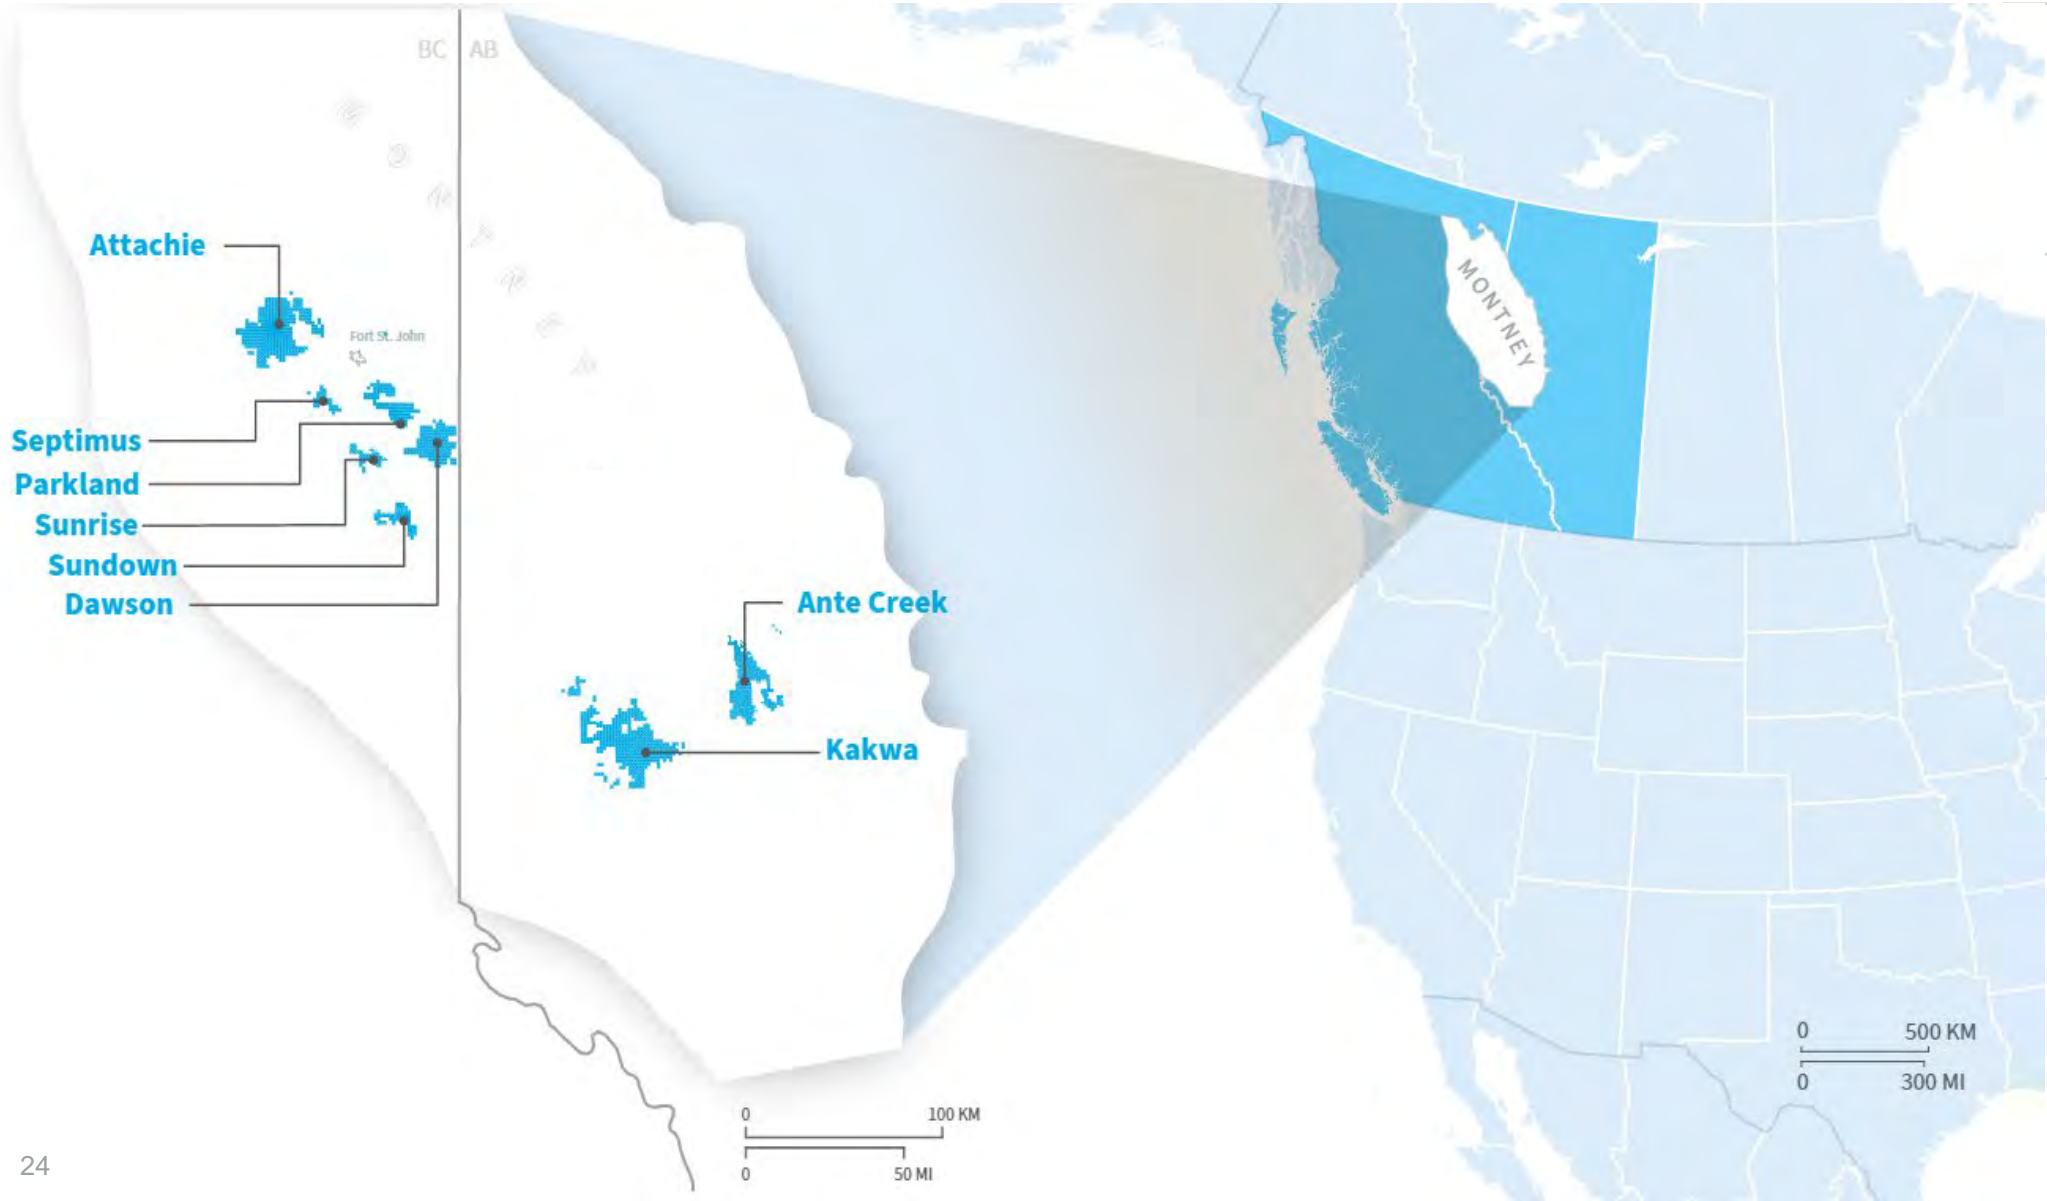 BC AB
Attachie
Fort St. John
Septimus
Parkland
Sunrise
Sundown
Dawson
Ante Creek
Kakwa
MONTNEY
0 500 KM
0 300 MI
0 100 KM
0 50 MI
24